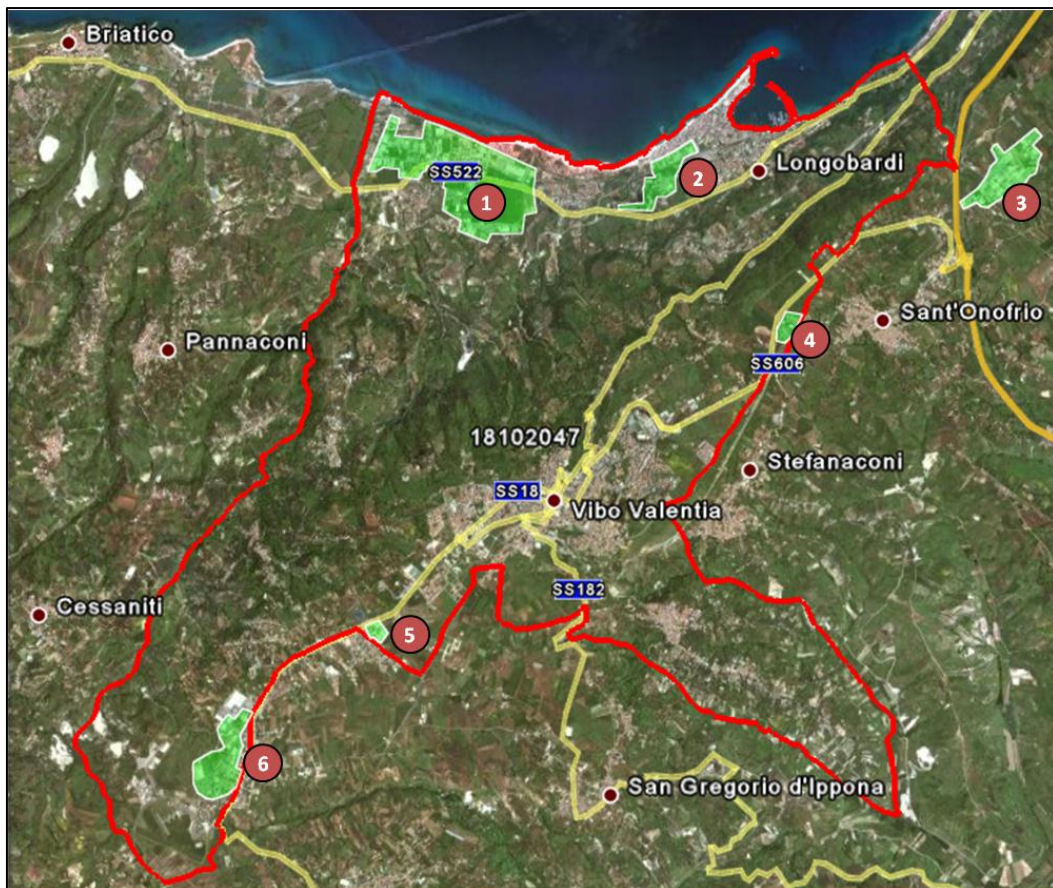 Briatico
SS522
Longobardi
1
2
3
Pannaconi
Sant'Onofrio
4
SS606
18102047
Stefanaconi
SS18
Vibo Valentia
SS182
Cessaniti
5
6
San Gregorio d'Ippona